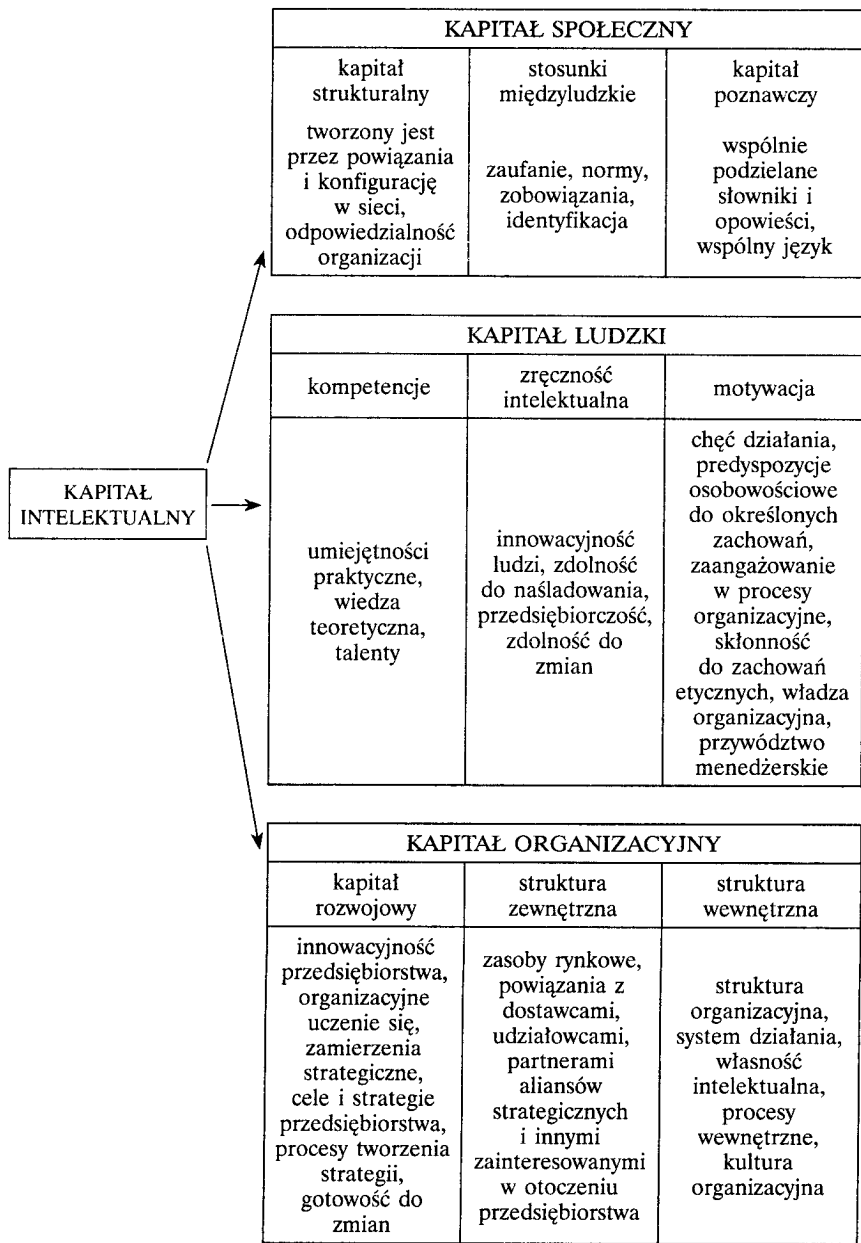 KAPITAŁ SPOŁECZNY
kapitał
strukturalny
stosunki
międzyludzkie
kapitał
poznawczy
tworzony jest
przez powiązania
i konfigurację
w sieci,
odpowiedzialność
organizacji
zaufanie, normy,
zobowiązania,
identyfikacja
wspólnie
podzielane
słowniki i
opowieści,
wspólny język
KAPITAŁ
INTELEKTUALNY
KAPITAŁ LUDZKI
kompetencje
zręczność
intelektualna
motywacja
umiejętności
praktyczne,
wiedza
teoretyczna,
talenty
innowacyjność
ludzi, zdolność
do naśladowania,
przedsiębiorczość,
zdolność do
zmian
chęć działania,
predyspozycje
osobowościowe
do określonych
zachowań,
zaangażowanie
w procesy
organizacyjne,
skłonność
do zachowań
etycznych, władza
organizacyjna,
przywództwo
menedżerskie
KAPITAŁ ORGANIZACYJNY
kapitał
rozwojowy
struktura
zewnętrzna
struktura
wewnętrzna
innowacyjność
przedsiębiorstwa,
organizacyjne
uczenie się,
zamierzenia
strategiczne,
cele i strategie
przedsiębiorstwa,
procesy tworzenia
strategii,
gotowość do
zmian
zasoby rynkowe,
powiązania z
dostawcami,
udziałowcami,
partnerami
aliansów
strategicznych
i innymi
zainteresowanymi
w otoczeniu
przedsiębiorstwa
struktura
organizacyjna,
system działania,
własność
intelektualna,
procesy
wewnętrzne,
kultura
organizacyjna